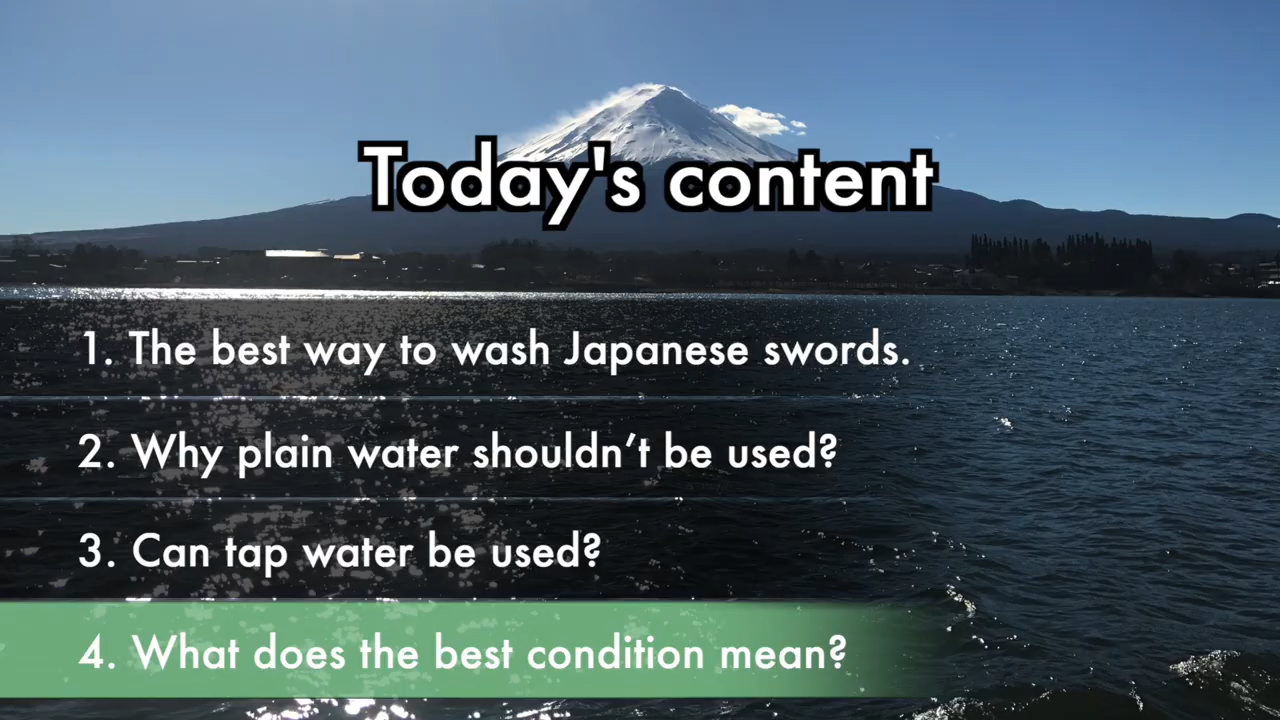 Today's content
1. The best way to wash Japanese swords.
2. Why plain water shouldn’t be used?
3. Can tap water be used?
4. What does the best condition mean?